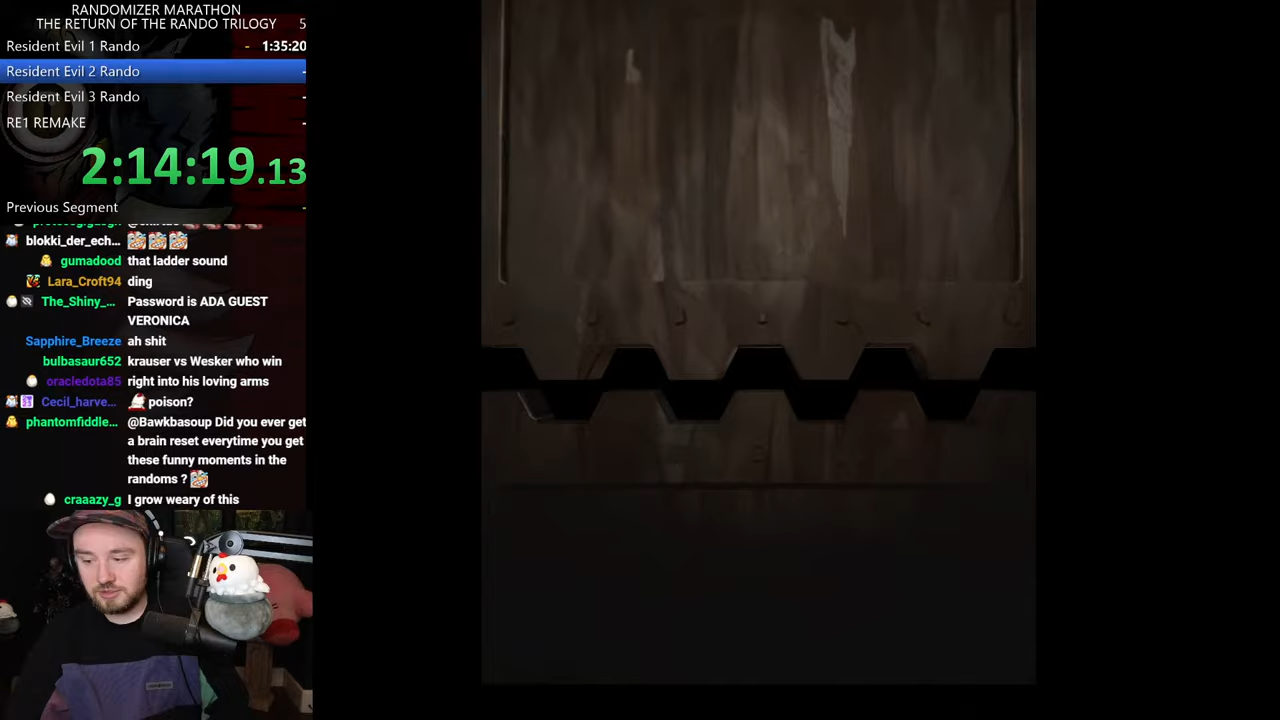 RANDOMIZER MARATHON
THE RETURN OF THE RANDO TRILOGY 5
Resident Evil 1 Rando - 1:35:20
Resident Evil 2 Rando -
Resident Evil 3 Rando -
RE1 REMAKE -
2:14:19.13
Previous Segment -
blokki_der_ech...
gumadood that ladder sound
Lara_Croft94 ding
The_Shiny_... Password is ADA GUEST
VERONICA
Sapphire_Breeze ah shit
bulbasaur652 krauser vs Wesker who win
oracledota85 right into his loving arms
Cecil_harve... poison?
phantomfiddle... @Bawkbasoup Did you ever get
a brain reset everytime you get
these funny moments in the
randoms ?
craaazy_g I grow weary of this